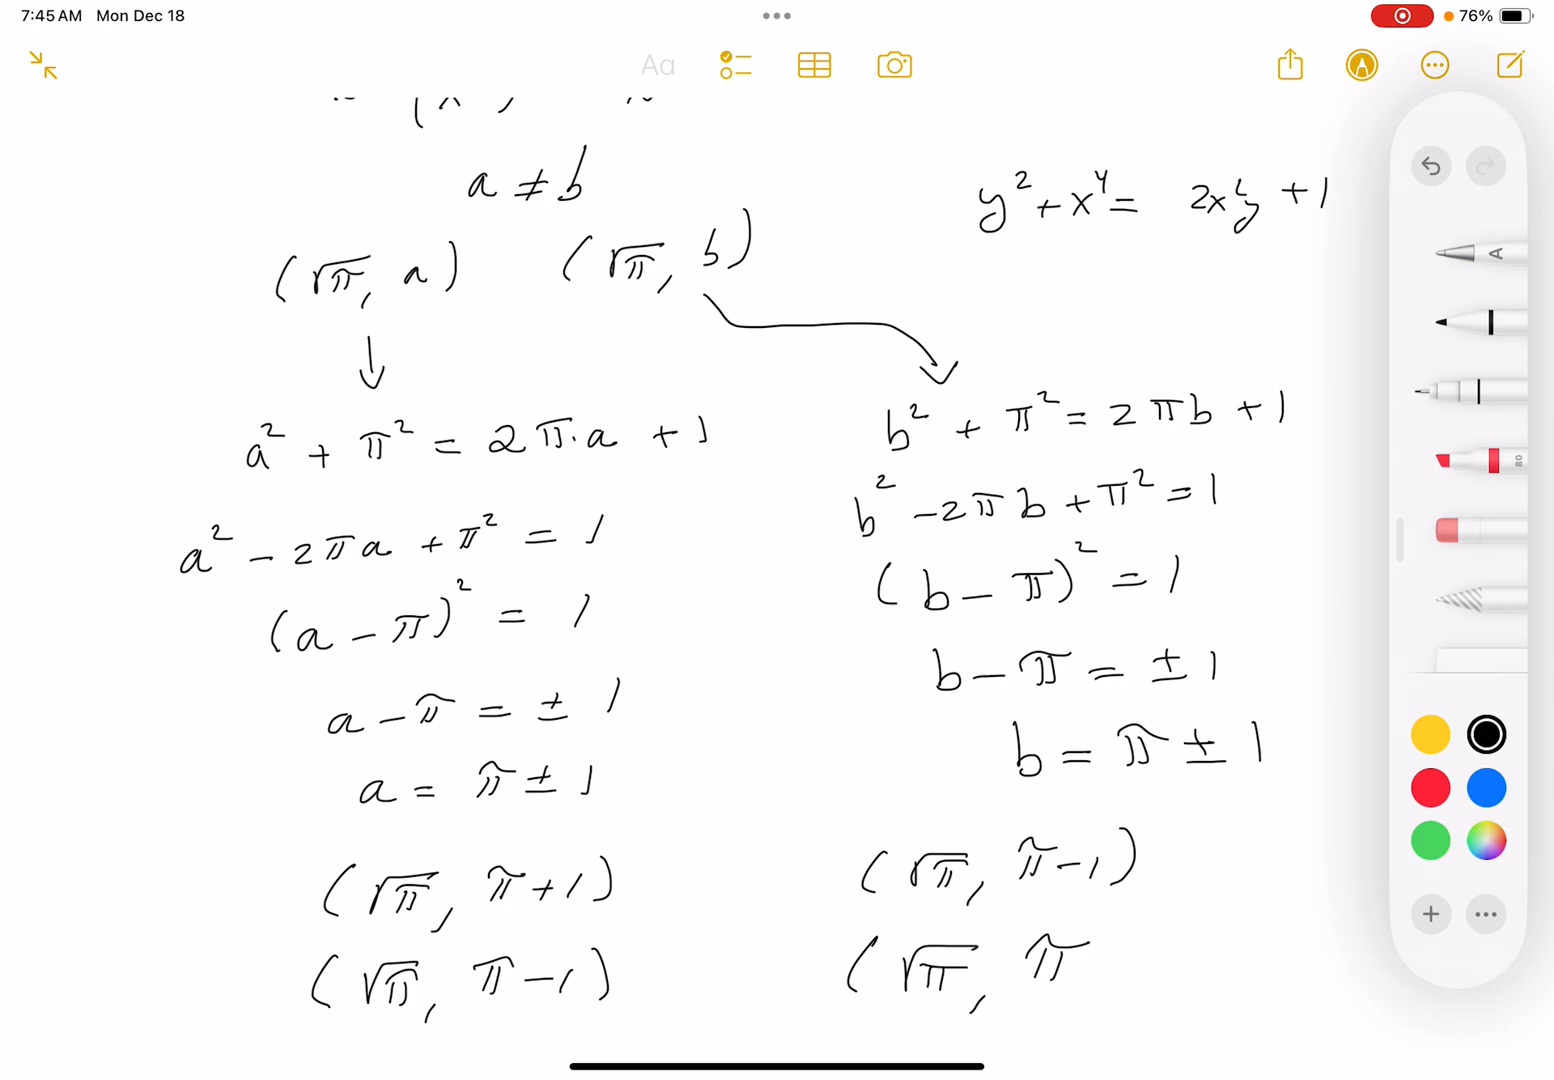 7:45 AM Mon Dec 18
76%
Aa
a ≠ b
y² + x⁴ = 2x²y + 1
(√π, a) (√π, b)
a² + π² = 2π·a + 1
b² + π² = 2πb + 1
a² - 2πa + π² = 1
b² - 2πb + π² = 1
(a - π)² = 1
(b - π)² = 1
a - π = ± 1
b - π = ± 1
a = π ± 1
b = π ± 1
(√π, π+1)
(√π, π-1)
(√π, π-1)
(√π, π
A
80